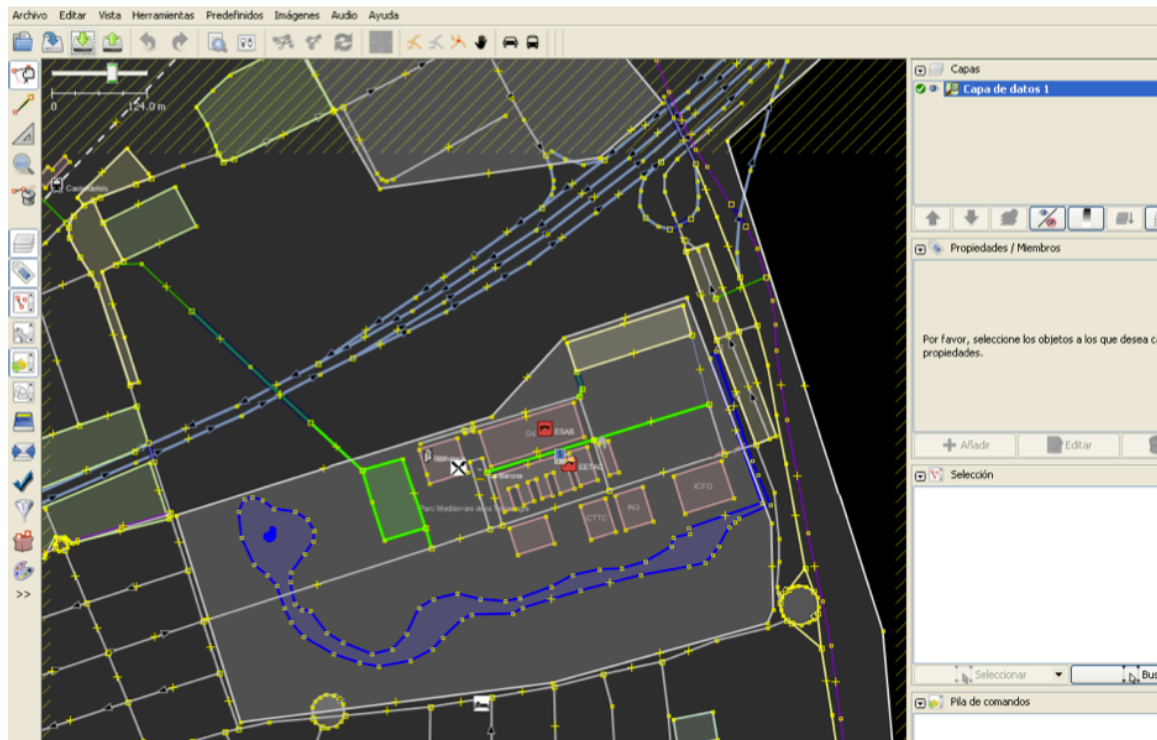 Archivo Editar Vista Herramientas Predefinidos Imágenes Audio Ayuda
0 124.0 m
Capas
Capa de datos 1
Propiedades / Miembros
Por favor, seleccione los objetos a los que desea
propiedades.
Añadir Editar
Selección
Seleccionar Bus
Pila de comandos
ESAB
EETAC
ICFO
IN3
CTTC
Parc Mediterrani de la
>>